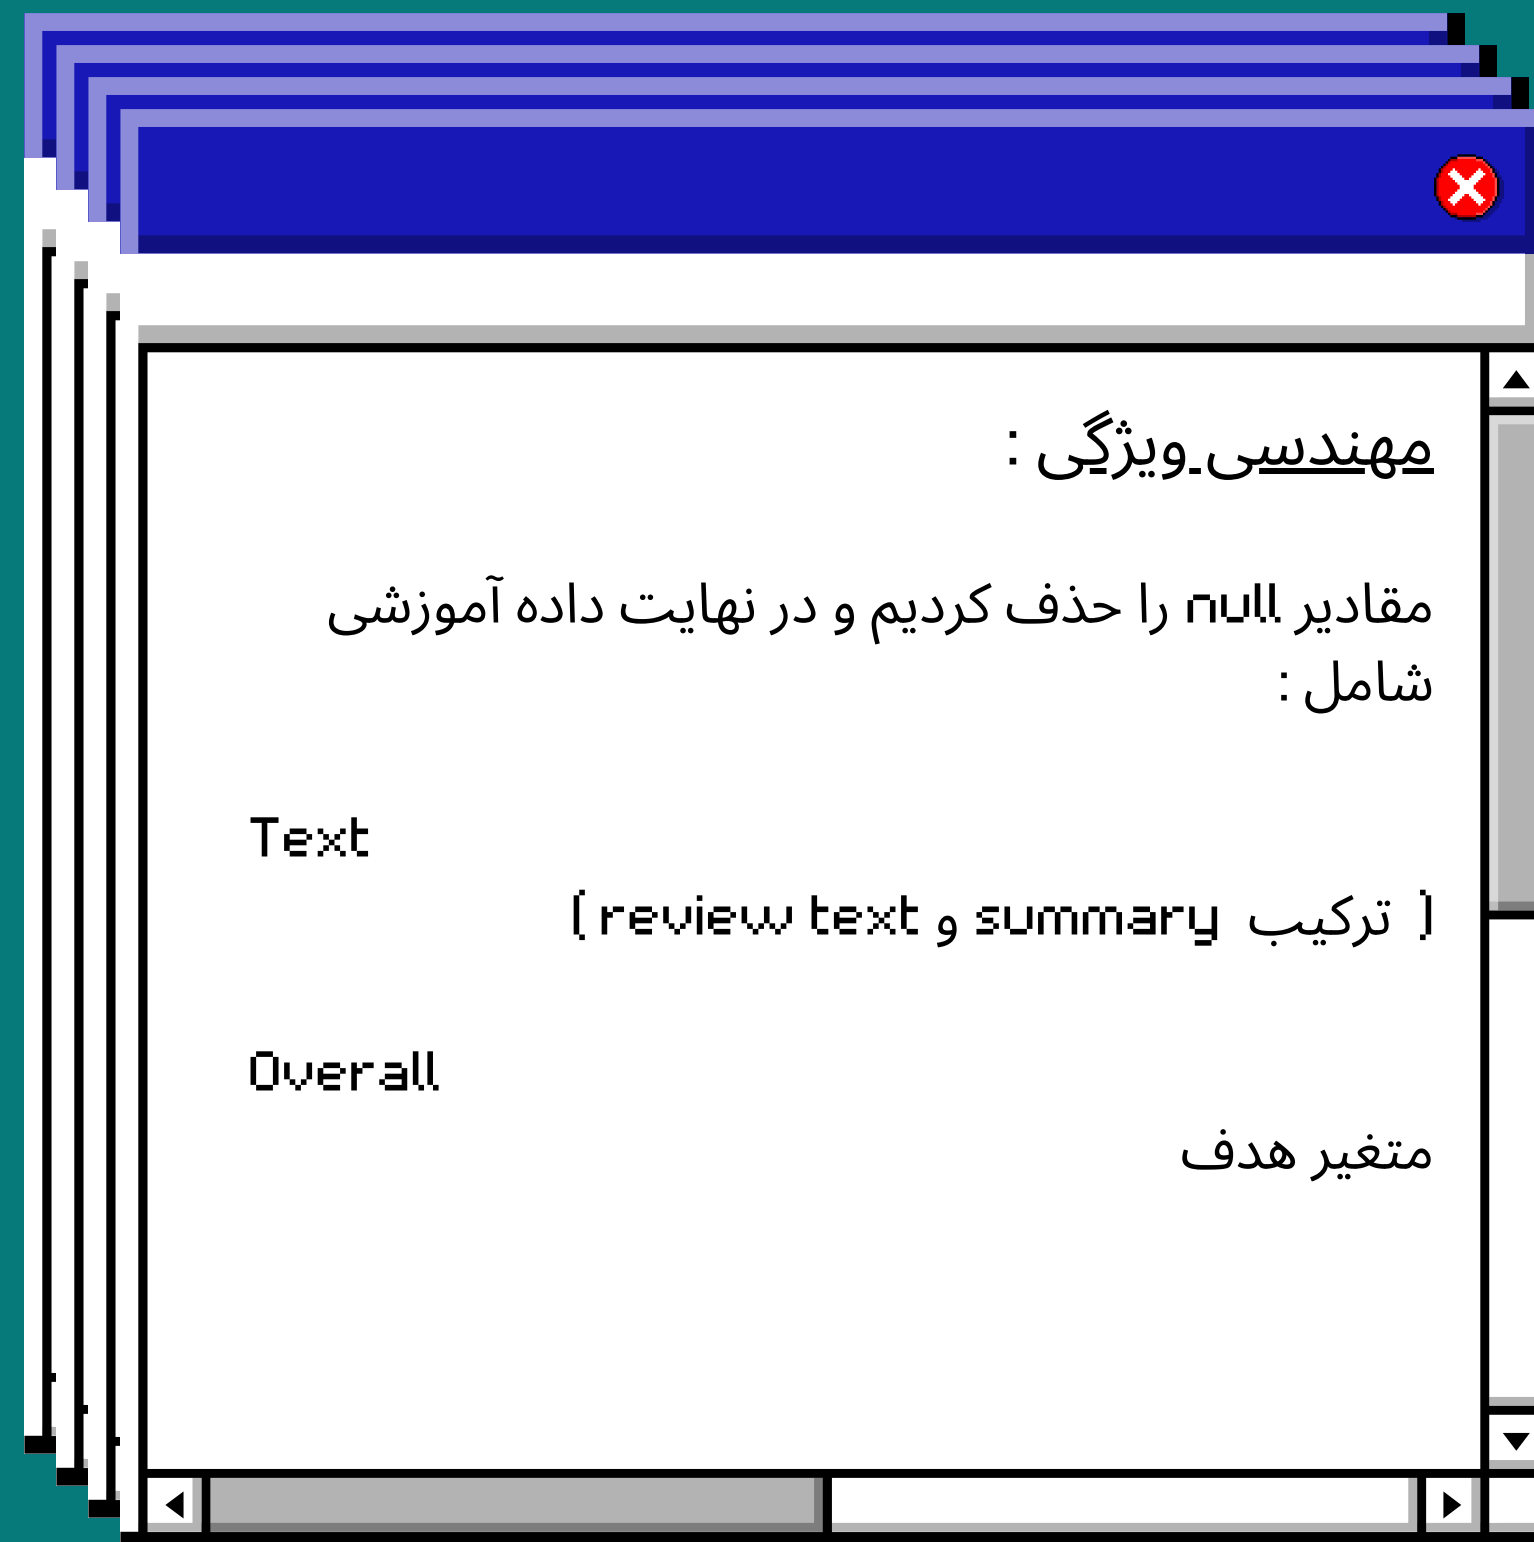 مهندسی ویژگی :
مقادیر null را حذف کردیم و در نهایت داده آموزشی
شامل :
Text
( ترکیب summary و review text )
Overall
متغیر هدف